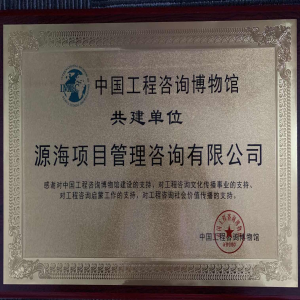 中国工程咨询博物馆
共建单位
源海项目管理咨询有限公司
感谢对中国工程咨询博物馆建设的支持，对工程咨询文化传播事业的支持、
对工程咨询启蒙工作的支持，对工程咨询社会价值传播的支持。
中国工程咨询博物馆